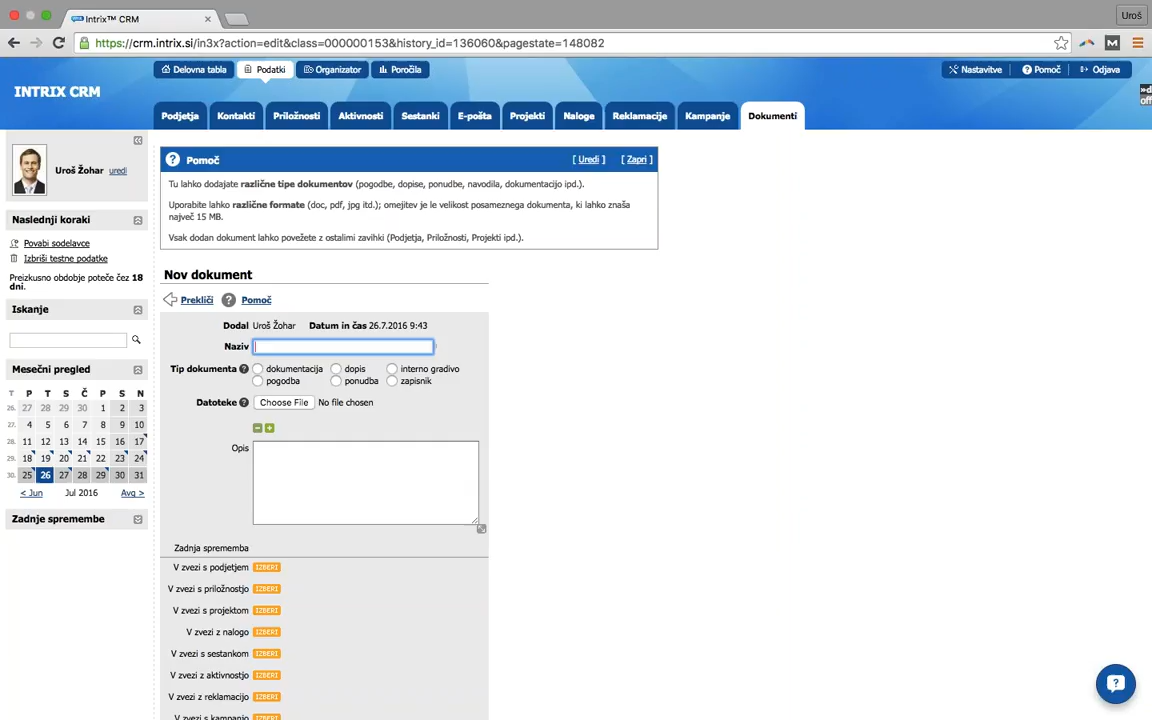 Intrix™ CRM
Uroš
https://crm.intrix.si/in3x?action=edit&class=000000153&history_id=136060&pagestate=148082
Delovna tabla
Podatki
Organizator
Poročila
Nastavitve
Pomoč
Odjava
INTRIX CRM
Podjetja
Kontakti
Priložnosti
Aktivnosti
Sestanki
E-pošta
Projekti
Naloge
Reklamacije
Kampanje
Dokumenti
Uroš Žohar uredi
Naslednji koraki
Povabi sodelavce
Izbriši testne podatke
Preizkusno obdobje poteče čez 18
dni.
Iskanje
Mesečni pregled
T P T S Č P S N
26. 27 28 29 30 1 2 3
27. 4 5 6 7 8 9 10
28. 11 12 13 14 15 16 17
29. 18 19 20 21 22 23 24
30. 25 26 27 28 29 30 31
< Jun Jul 2016 Avg >
Zadnje spremembe
Pomoč [ Uredi ] [ Zapri ]
Tu lahko dodajate različne tipe dokumentov (pogodbe, dopise, ponudbe, navodila, dokumentacijo ipd.).
Uporabite lahko različne formate (doc, pdf, jpg itd.); omejitev je le velikost posameznega dokumenta, ki lahko znaša
največ 15 MB.
Vsak dodan dokument lahko povežete z ostalimi zavihki (Podjetja, Priložnosti, Projekti ipd.).
Nov dokument
Prekliči ? Pomoč
Dodal Uroš Žohar Datum in čas 26.7.2016 9:43
Naziv
Tip dokumenta ? dokumentacija dopis interno gradivo
pogodba ponudba zapisnik
Datoteke ? Choose File No file chosen
Opis
Zadnja sprememba
V zvezi s podjetjem IZBERI
V zvezi s priložnostjo IZBERI
V zvezi s projektom IZBERI
V zvezi z nalogo IZBERI
V zvezi s sestankom IZBERI
V zvezi z aktivnostjo IZBERI
V zvezi z reklamacijo IZBERI
V zvezi s kampanjo IZBERI